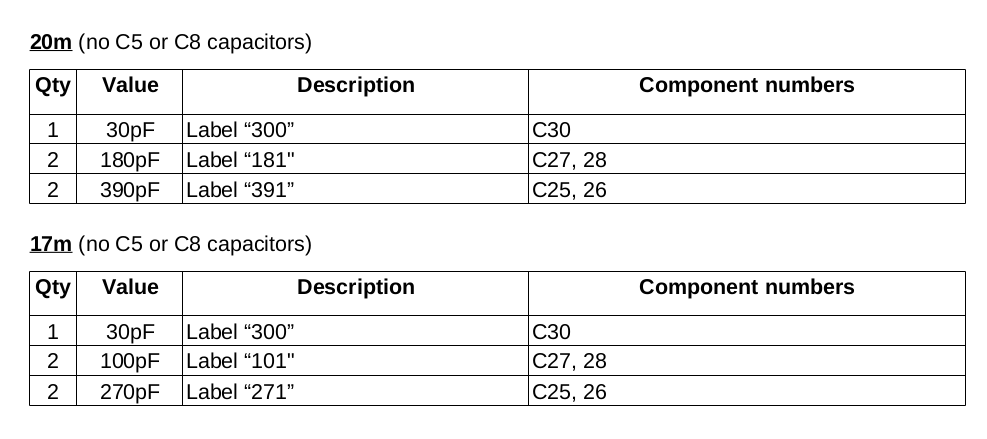 20m (no C5 or C8 capacitors)
Qty Value Description Component numbers
1 30pF Label “300” C30
2 180pF Label “181" C27, 28
2 390pF Label “391” C25, 26
17m (no C5 or C8 capacitors)
Qty Value Description Component numbers
1 30pF Label “300” C30
2 100pF Label “101" C27, 28
2 270pF Label “271” C25, 26